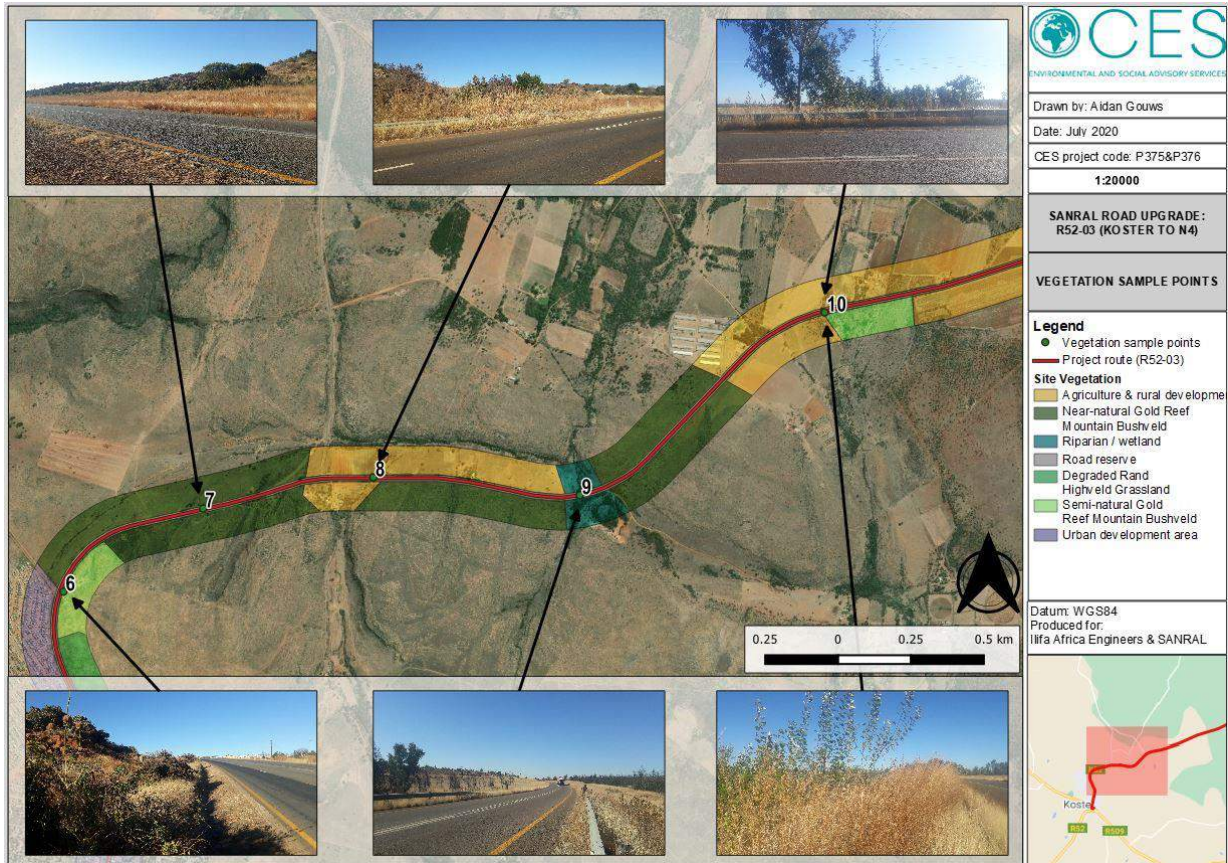 CES
ENVIRONMENTAL AND SOCIAL ADVISORY SERVICES
Drawn by: Aidan Gouws
Date: July 2020
CES project code: P375&P376
1:20000
SANRAL ROAD UPGRADE:
R52-03 (KOSTER TO N4)
VEGETATION SAMPLE POINTS
Legend
Vegetation sample points
Project route (R52-03)
Site Vegetation
Agriculture & rural developme
Near-natural Gold Reef
Mountain Bushveld
Riparian / wetland
Road reserve
Degraded Rand
Highveld Grassland
Semi-natural Gold
Reef Mountain Bushveld
Urban development area
Datum: WGS84
Produced for:
Ilifa Africa Engineers & SANRAL
Koste
R52
R509
10
8
9
7
6
0.25 0 0.25 0.5 km